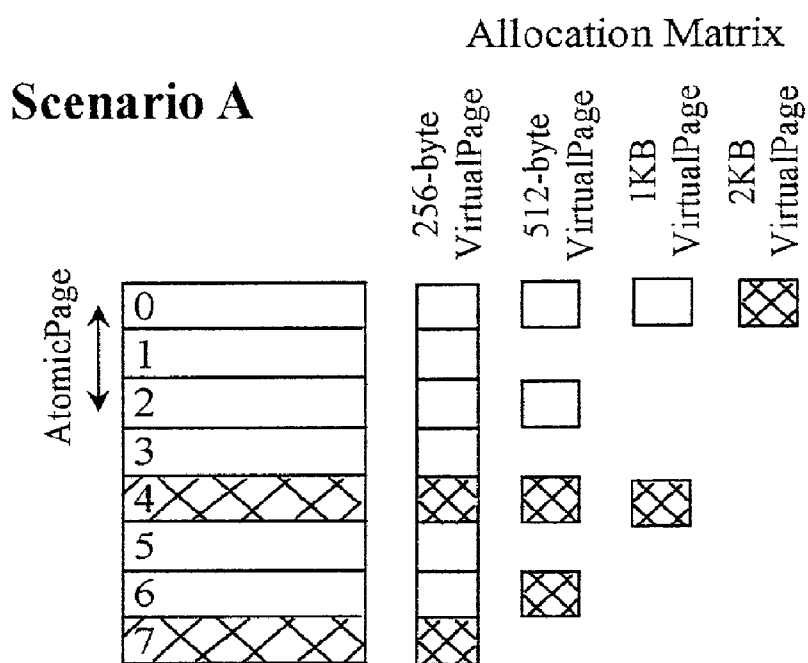 Allocation Matrix
Scenario A
256-byte
VirtualPage
512-byte
VirtualPage
1KB
VirtualPage
2KB
VirtualPage
AtomicPage
0
1
2
3
4
5
6
7